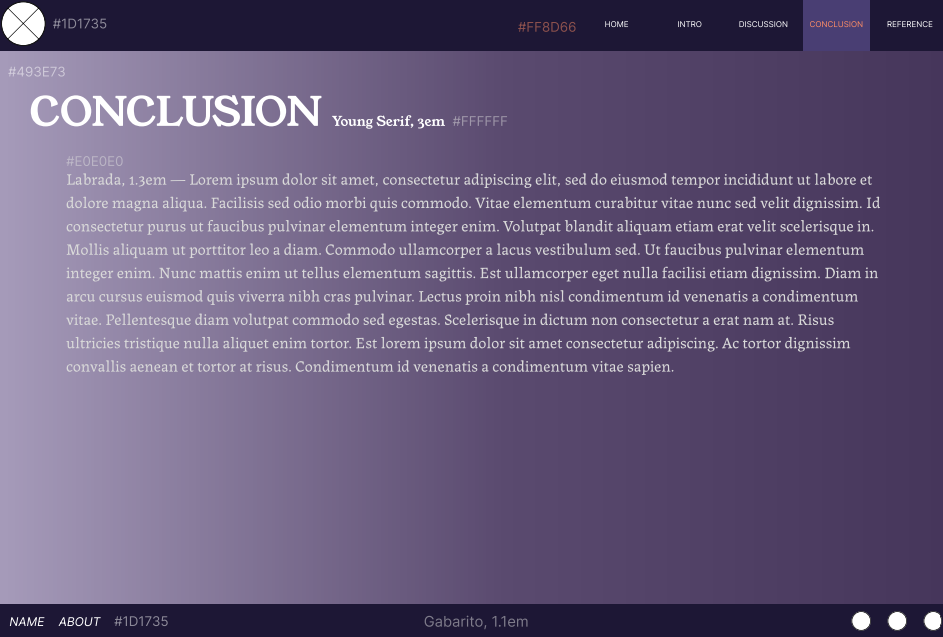 #1D1735
#FF8D66 HOME INTRO DISCUSSION CONCLUSION REFERENCE
#493E73
CONCLUSION Young Serif, 3em #FFFFFF
#E0E0E0
Labrada, 1.3em — Lorem ipsum dolor sit amet, consectetur adipiscing elit, sed do eiusmod tempor incididunt ut labore et
dolore magna aliqua. Facilisis sed odio morbi quis commodo. Vitae elementum curabitur vitae nunc sed velit dignissim. Id
consectetur purus ut faucibus pulvinar elementum integer enim. Volutpat blandit aliquam etiam erat velit scelerisque in.
Mollis aliquam ut porttitor leo a diam. Commodo ullamcorper a lacus vestibulum sed. Ut faucibus pulvinar elementum
integer enim. Nunc mattis enim ut tellus elementum sagittis. Est ullamcorper eget nulla facilisi etiam dignissim. Diam in
arcu cursus euismod quis viverra nibh cras pulvinar. Lectus proin nibh nisl condimentum id venenatis a condimentum
vitae. Pellentesque diam volutpat commodo sed egestas. Scelerisque in dictum non consectetur a erat nam at. Risus
ultricies tristique nulla aliquet enim tortor. Est lorem ipsum dolor sit amet consectetur adipiscing. Ac tortor dignissim
convallis aenean et tortor at risus. Condimentum id venenatis a condimentum vitae sapien.
NAME ABOUT #1D1735 Gabarito, 1.1em